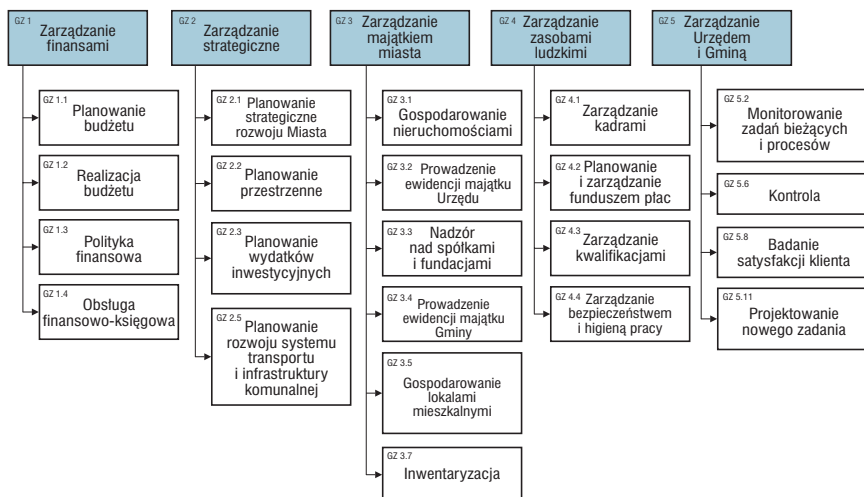 GZ 1 Zarządzanie
finansami
GZ 1.1
Planowanie
budżetu
GZ 1.2
Realizacja
budżetu
GZ 1.3
Polityka
finansowa
GZ 1.4
Obsługa
finansowo-księgowa
GZ 2 Zarządzanie
strategiczne
GZ 2.1
Planowanie
strategiczne
rozwoju Miasta
GZ 2.2
Planowanie
przestrzenne
GZ 2.3
Planowanie
wydatków
inwestycyjnych
GZ 2.5
Planowanie
rozwoju systemu
transportu
i infrastruktury
komunalnej
GZ 3 Zarządzanie
majątkiem
miasta
GZ 3.1
Gospodarowanie
nieruchomościami
GZ 3.2
Prowadzenie
ewidencji majątku
Urzędu
GZ 3.3
Nadzór
nad spółkami
i fundacjami
GZ 3.4
Prowadzenie
ewidencji majątku
Gminy
GZ 3.5
Gospodarowanie
lokalami
mieszkalnymi
GZ 3.7
Inwentaryzacja
GZ 4 Zarządzanie
zasobami
ludzkimi
GZ 4.1
Zarządzanie
kadrami
GZ 4.2
Planowanie
i zarządzanie
funduszem płac
GZ 4.3
Zarządzanie
kwalifikacjami
GZ 4.4 Zarządzanie
bezpieczeństwem
i higieną pracy
GZ 5 Zarządzanie
Urzędem
i Gminą
GZ 5.2
Monitorowanie
zadań bieżących
i procesów
GZ 5.6
Kontrola
GZ 5.8
Badanie
satysfakcji klienta
GZ 5.11
Projektowanie
nowego zadania